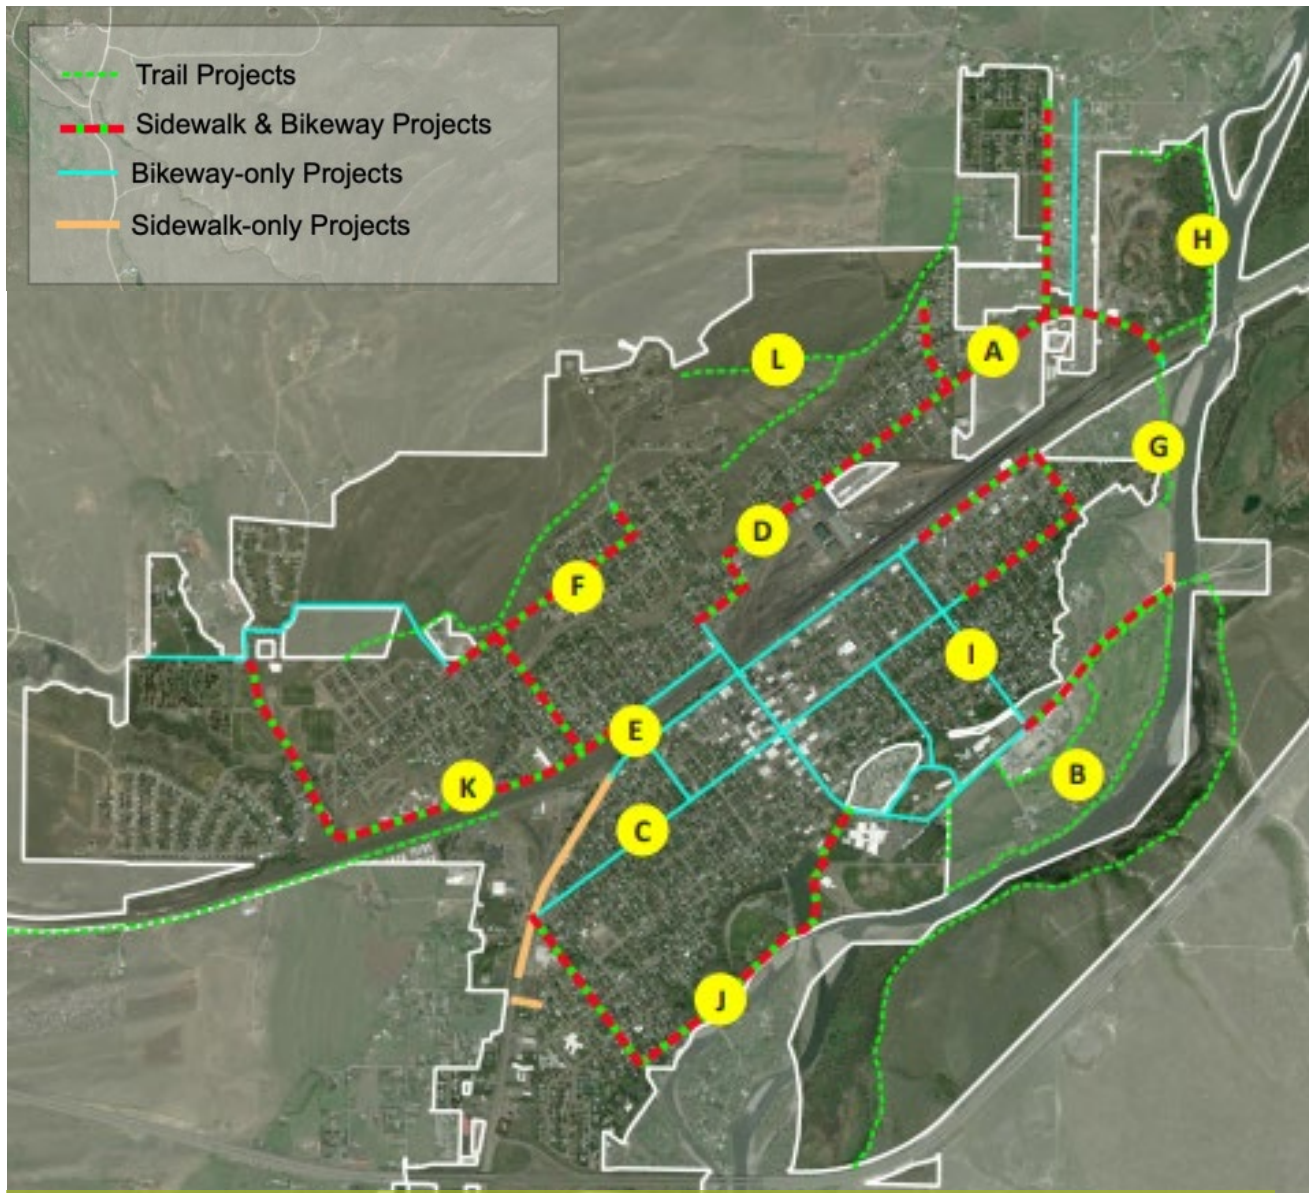 Trail Projects
Sidewalk & Bikeway Projects
Bikeway-only Projects
Sidewalk-only Projects
H
A
L
G
D
F
I
E
B
K
C
J